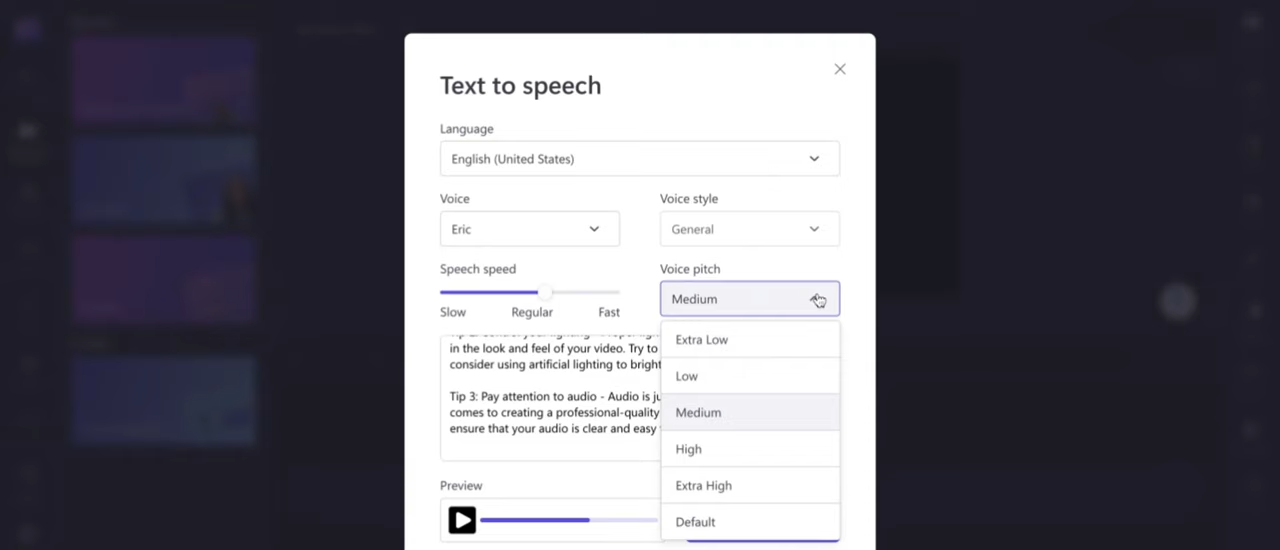 Text to speech
Language
English (United States)
Voice
Voice style
Eric
General
Speech speed
Voice pitch
Medium
Slow
Regular
Fast
Extra Low
in the look and feel of your video. Try to
consider using artificial lighting to bright
Low
Tip 3: Pay attention to audio - Audio is ju
comes to creating a professional-quality
Medium
ensure that your audio is clear and easy
High
Preview
Extra High
Default